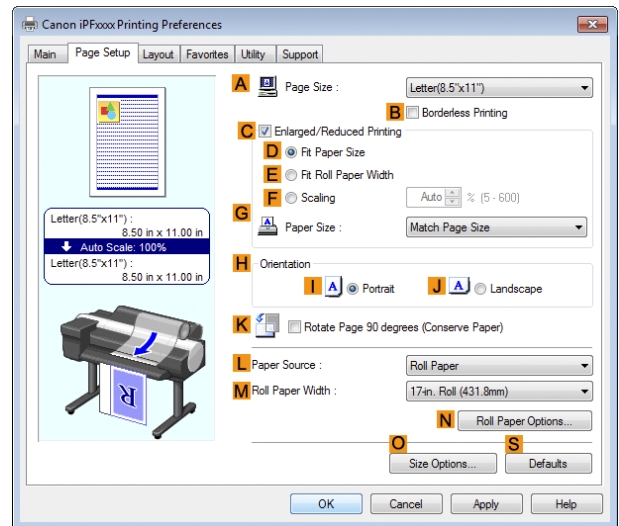 Canon iPFxxxx Printing Preferences
Main Page Setup Layout Favorites Utility Support
A Page Size : Letter(8.5"x11")
B Borderless Printing
C Enlarged/Reduced Printing
D Fit Paper Size
E Fit Roll Paper Width
F Scaling Auto % (5 - 600)
G Paper Size : Match Page Size
Letter(8.5"x11") :
8.50 in x 11.00 in
Auto Scale: 100%
Letter(8.5"x11") :
8.50 in x 11.00 in
H Orientation
I A Portrait J A Landscape
K Rotate Page 90 degrees (Conserve Paper)
L Paper Source : Roll Paper
M Roll Paper Width : 17-in. Roll (431.8mm)
N Roll Paper Options...
O S
Size Options... Defaults
R
OK Cancel Apply Help